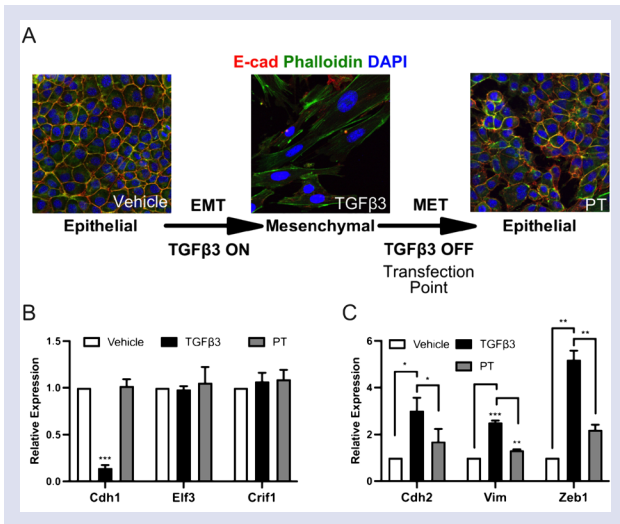 A
E-cad Phalloidin DAPI
Vehicle
TGFβ3
PT
EMT
MET
Epithelial
Mesenchymal
Epithelial
TGFβ3 ON
TGFβ3 OFF
Transfection
Point
B
Vehicle TGFβ3 PT
Relative Expression
1.5
1.0
0.5
0.0
***
Cdh1 Elf3 Crif1
C
Vehicle
TGFβ3
PT
Relative Expression
6
4
2
0
*
*
***
**
**
**
Cdh2 Vim Zeb1